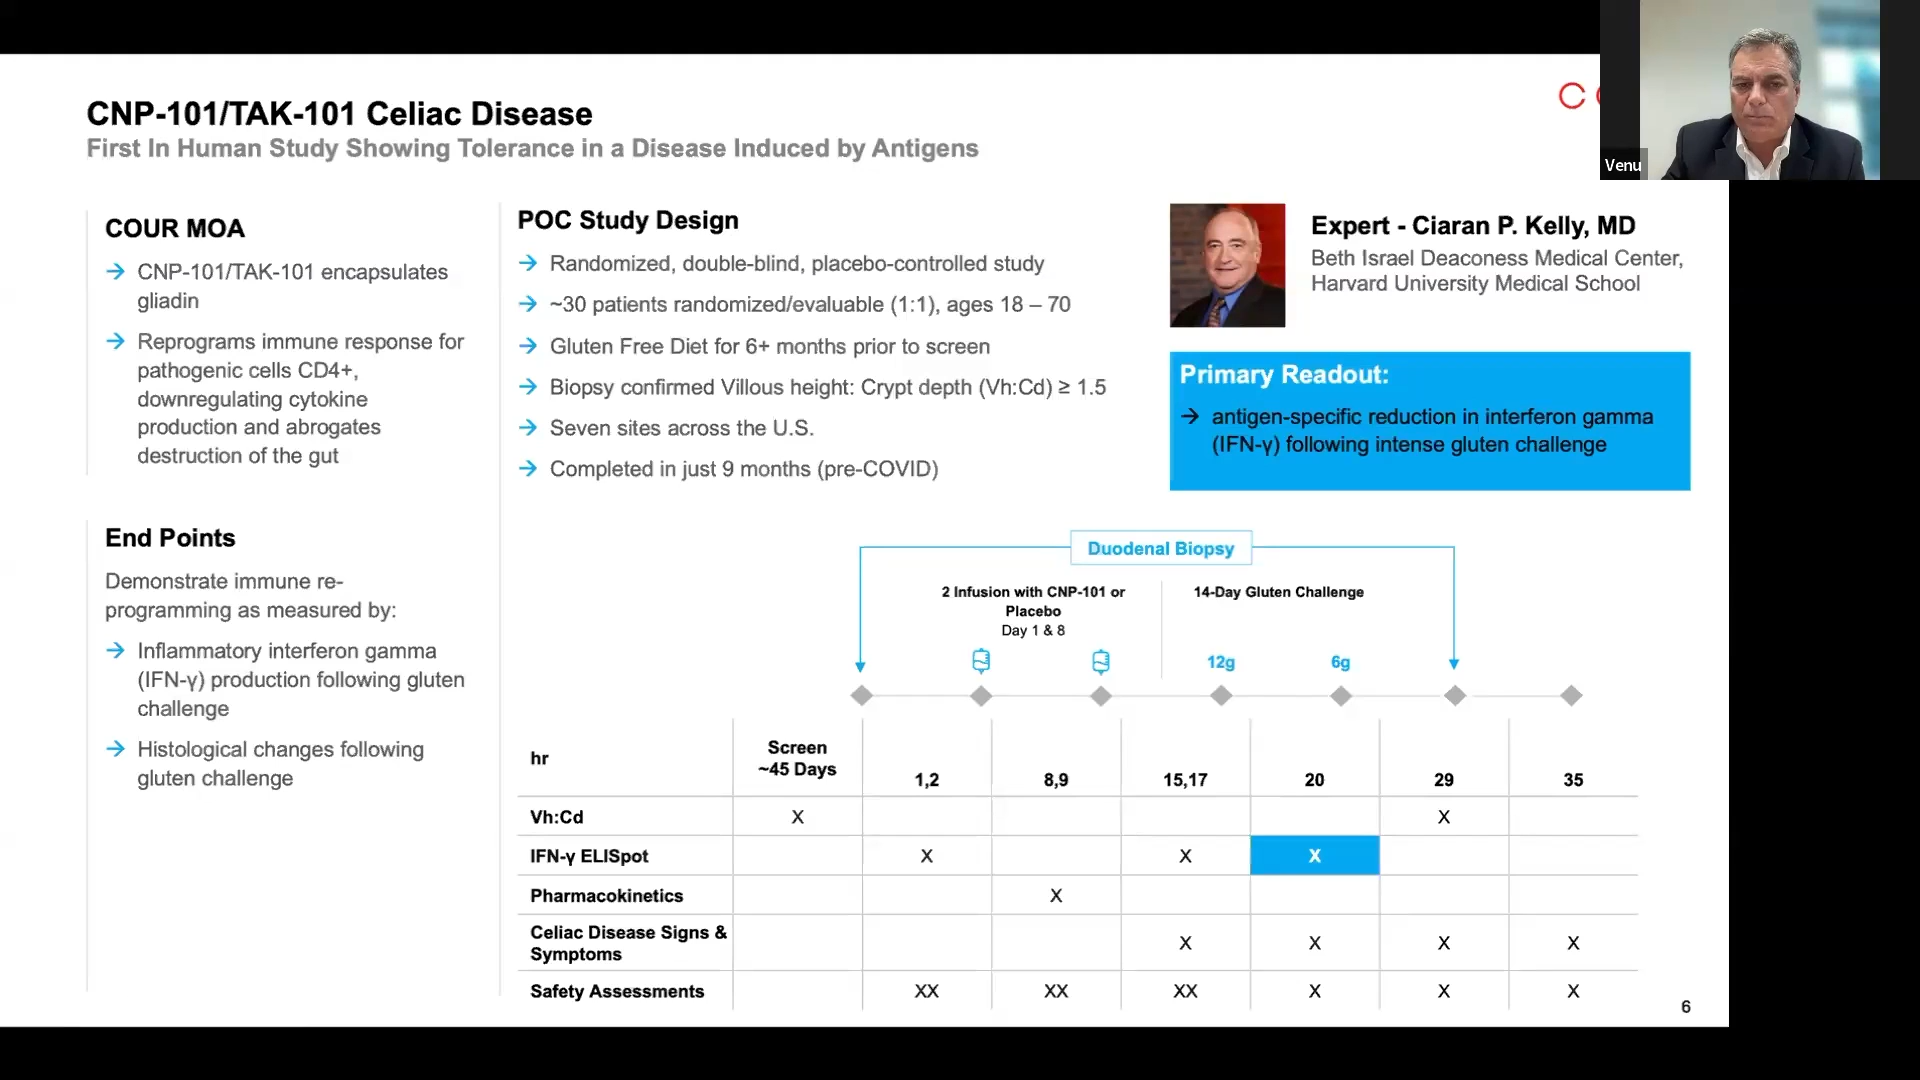 CNP-101/TAK-101 Celiac Disease
First In Human Study Showing Tolerance in a Disease Induced by Antigens
Venu
COUR MOA
→ CNP-101/TAK-101 encapsulates
gliadin
→ Reprograms immune response for
pathogenic cells CD4+,
downregulating cytokine
production and abrogates
destruction of the gut
End Points
Demonstrate immune re-
programming as measured by:
→ Inflammatory interferon gamma
(IFN-γ) production following gluten
challenge
→ Histological changes following
gluten challenge
POC Study Design
→ Randomized, double-blind, placebo-controlled study
→ ~30 patients randomized/evaluable (1:1), ages 18 – 70
→ Gluten Free Diet for 6+ months prior to screen
→ Biopsy confirmed Villous height: Crypt depth (Vh:Cd) ≥ 1.5
→ Seven sites across the U.S.
→ Completed in just 9 months (pre-COVID)
Expert - Ciaran P. Kelly, MD
Beth Israel Deaconess Medical Center,
Harvard University Medical School
Primary Readout:
→ antigen-specific reduction in interferon gamma
(IFN-γ) following intense gluten challenge
Duodenal Biopsy
2 Infusion with CNP-101 or
Placebo
Day 1 & 8
14-Day Gluten Challenge
12g 6g
hr Screen
~45 Days 1,2 8,9 15,17 20 29 35
Vh:Cd X X
IFN-γ ELISpot X X X
Pharmacokinetics X
Celiac Disease Signs &
Symptoms X X X X
Safety Assessments XX XX XX X X X
6